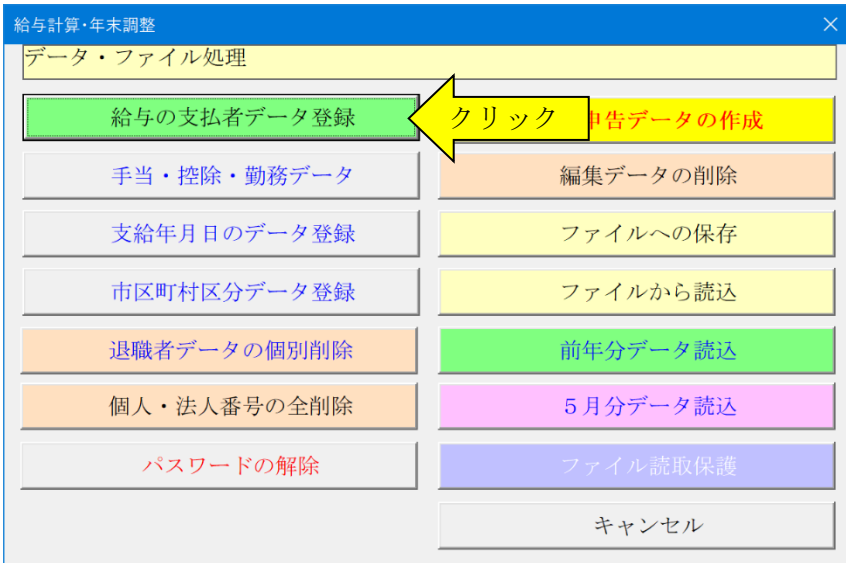 給与計算・年末調整
データ・ファイル処理
給与の支払者データ登録
クリック
申告データの作成
手当・控除・勤務データ
編集データの削除
支給年月日のデータ登録
ファイルへの保存
市区町村区分データ登録
ファイルから読込
退職者データの個別削除
前年分データ読込
個人・法人番号の全削除
5月分データ読込
パスワードの解除
ファイル読取保護
キャンセル